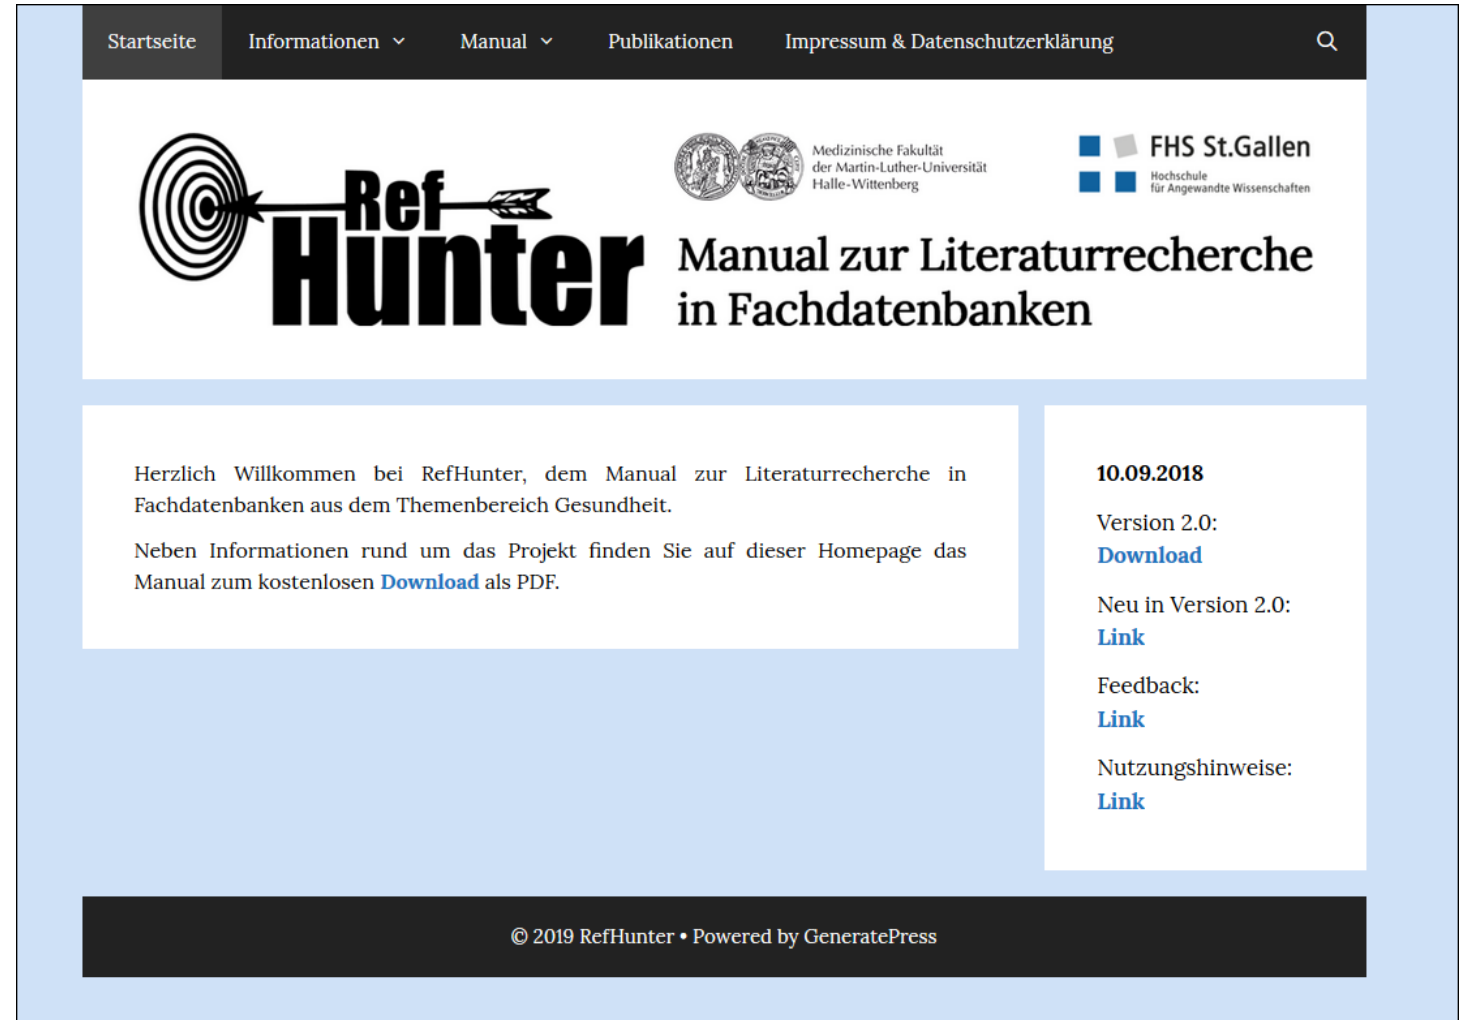 Startseite Informationen Manual Publikationen Impressum & Datenschutzerklärung
Ref
Hunter
Medizinische Fakultät
der Martin-Luther-Universität
Halle-Wittenberg
FHS St.Gallen
Hochschule
für Angewandte Wissenschaften
Manual zur Literaturrecherche
in Fachdatenbanken
Herzlich Willkommen bei RefHunter, dem Manual zur Literaturrecherche in
Fachdatenbanken aus dem Themenbereich Gesundheit.
Neben Informationen rund um das Projekt finden Sie auf dieser Homepage das
Manual zum kostenlosen Download als PDF.
10.09.2018
Version 2.0:
Download
Neu in Version 2.0:
Link
Feedback:
Link
Nutzungshinweise:
Link
© 2019 RefHunter • Powered by GeneratePress